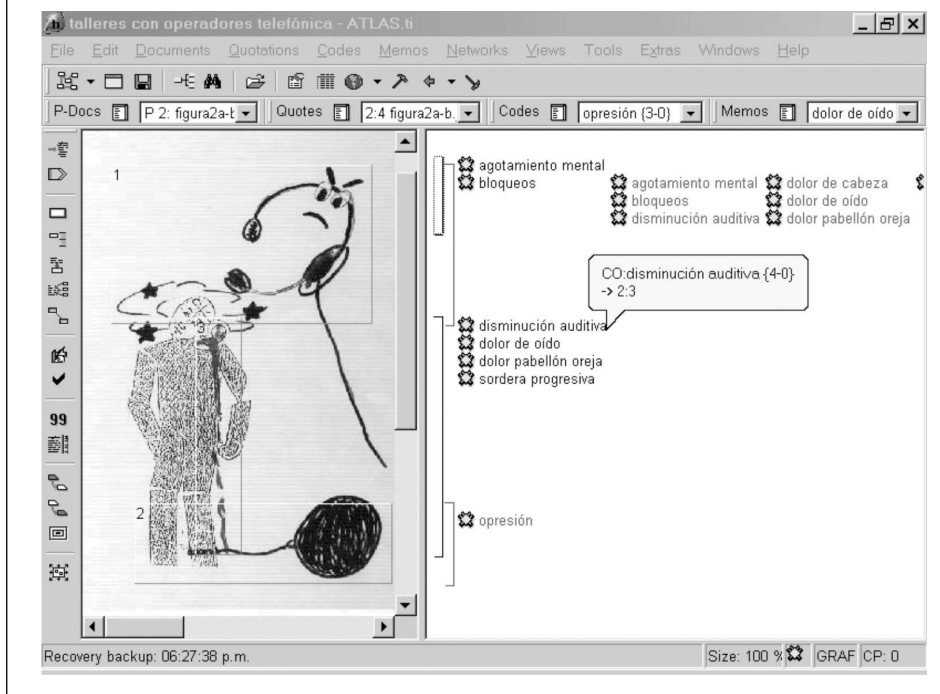 talleres con operadores telefónica - ATLAS.ti
File Edit Documents Quotations Codes Memos Networks Views Tools Extras Windows Help
P-Docs P 2: figura2a-b Quotes 2:4 figura2a-b. Codes opresión {3-0} Memos dolor de oído
1
agotamiento mental
bloqueos
agotamiento mental dolor de cabeza
bloqueos dolor de oído
disminución auditiva dolor pabellón oreja
CO:disminución auditiva {4-0}
-> 2:3
3
disminución auditiva
dolor de oído
dolor pabellón oreja
sordera progresiva
99
2
opresión
Recovery backup: 06:27:38 p.m. Size: 100 % GRAF CP: 0